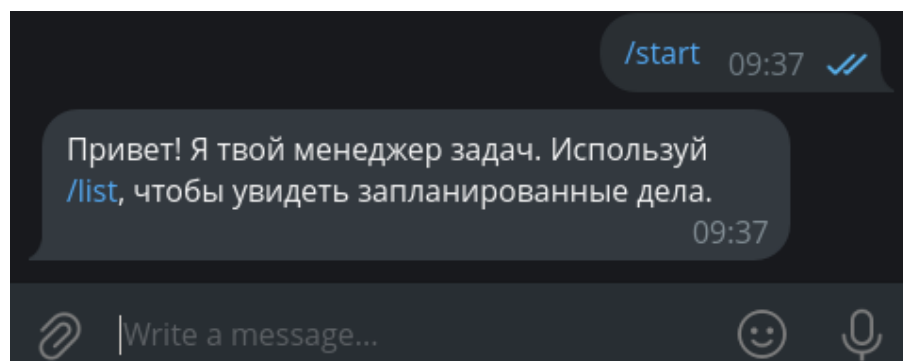 /start 09:37
Привет! Я твой менеджер задач. Используй
/list, чтобы увидеть запланированные дела.
09:37
Write a message...